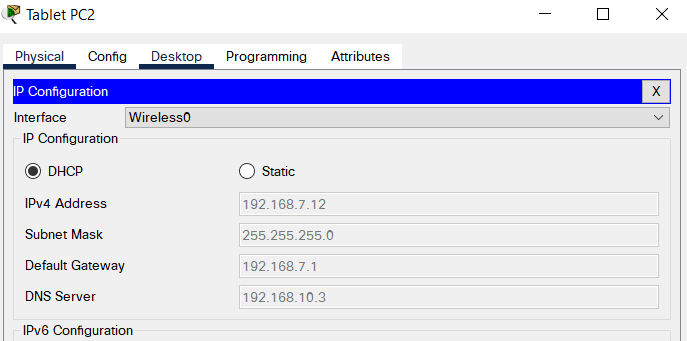 Tablet PC2
Physical Config Desktop Programming Attributes
IP Configuration X
Interface Wireless0
IP Configuration
DHCP Static
IPv4 Address 192.168.7.12
Subnet Mask 255.255.255.0
Default Gateway 192.168.7.1
DNS Server 192.168.10.3
IPv6 Configuration